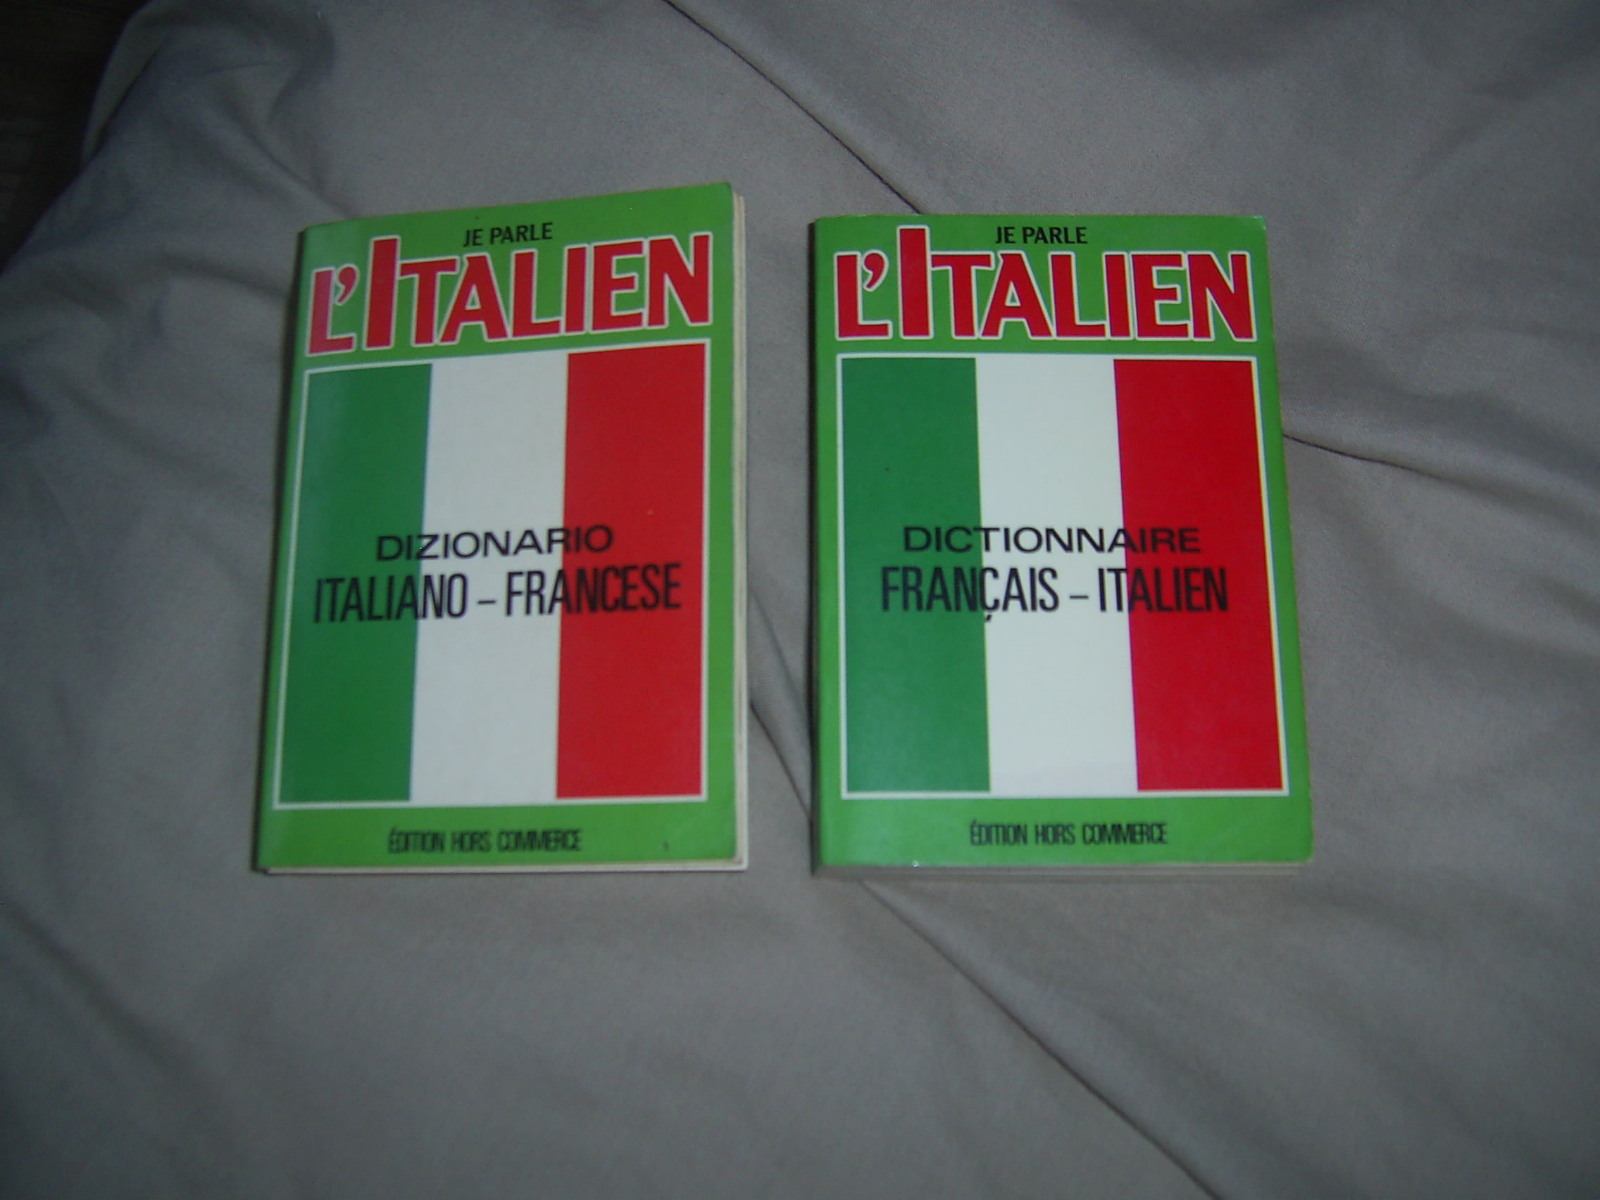 JE PARLE
L'ITALIEN
DIZIONARIO
ITALIANO – FRANCESE
ÉDITION HORS COMMERCE
JE PARLE
L'ITALIEN
DICTIONNAIRE
FRANÇAIS – ITALIEN
ÉDITION HORS COMMERCE